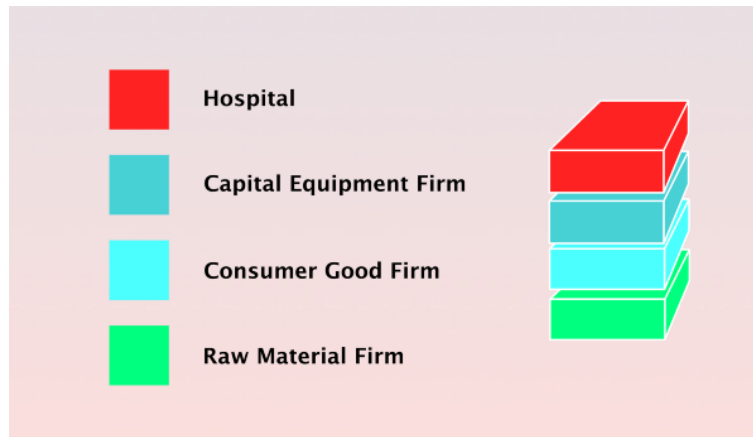 Hospital
Capital Equipment Firm
Consumer Good Firm
Raw Material Firm